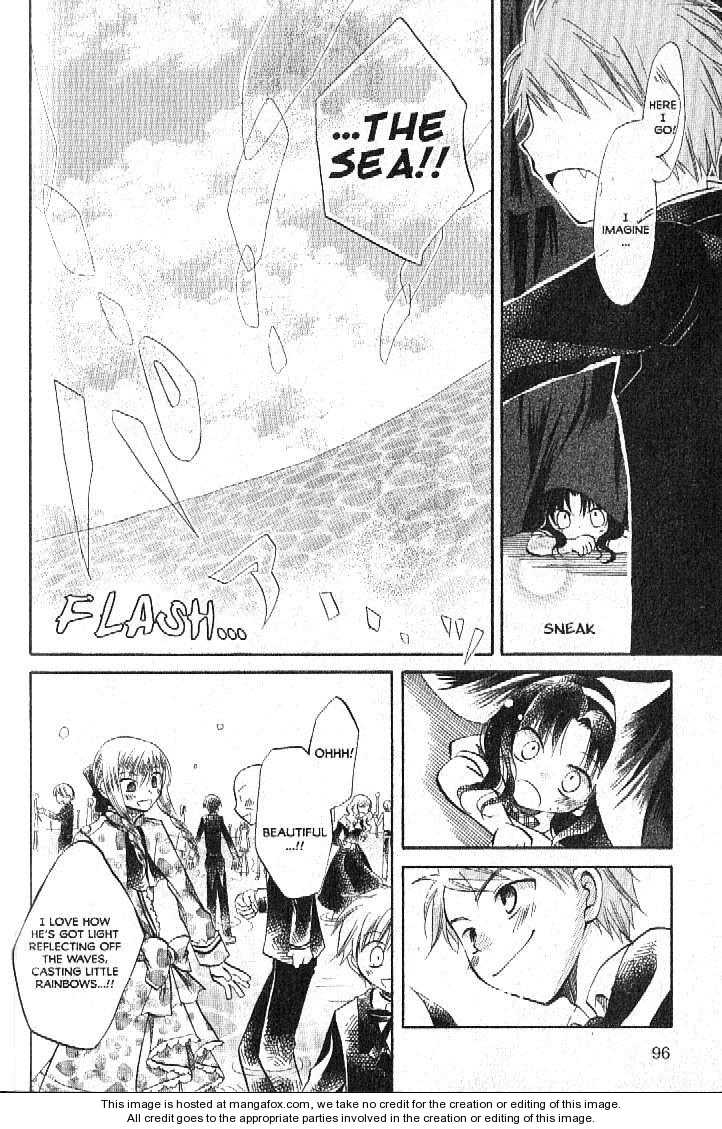 HERE
I
GO!
I
IMAGINE
...
SNEAK
...THE
SEA!!
FLASH...
OHHH!
BEAUTIFUL
...!!
I LOVE HOW
HE'S GOT LIGHT
REFLECTING OFF
THE WAVES,
CASTING LITTLE
RAINBOWS...!!
96
This image is hosted at mangafox.com, we take no credit for the creation or editing of this image.
All credit goes to the appropriate parties involved in the creation or editing of this image.